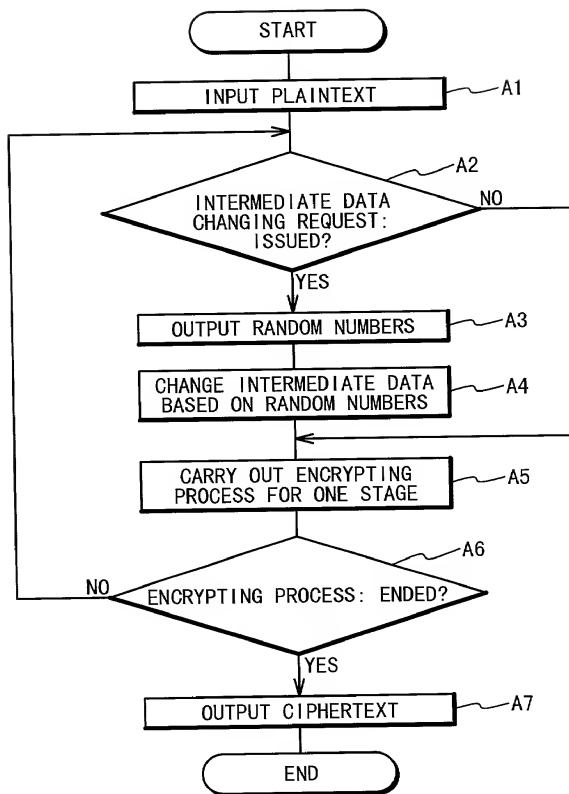 START
INPUT PLAINTEXT
A1
A2
INTERMEDIATE DATA
CHANGING REQUEST:
ISSUED?
NO
YES
OUTPUT RANDOM NUMBERS
A3
CHANGE INTERMEDIATE DATA
BASED ON RANDOM NUMBERS
A4
CARRY OUT ENCRYPTING
PROCESS FOR ONE STAGE
A5
A6
NO
ENCRYPTING PROCESS: ENDED?
YES
OUTPUT CIPHERTEXT
A7
END